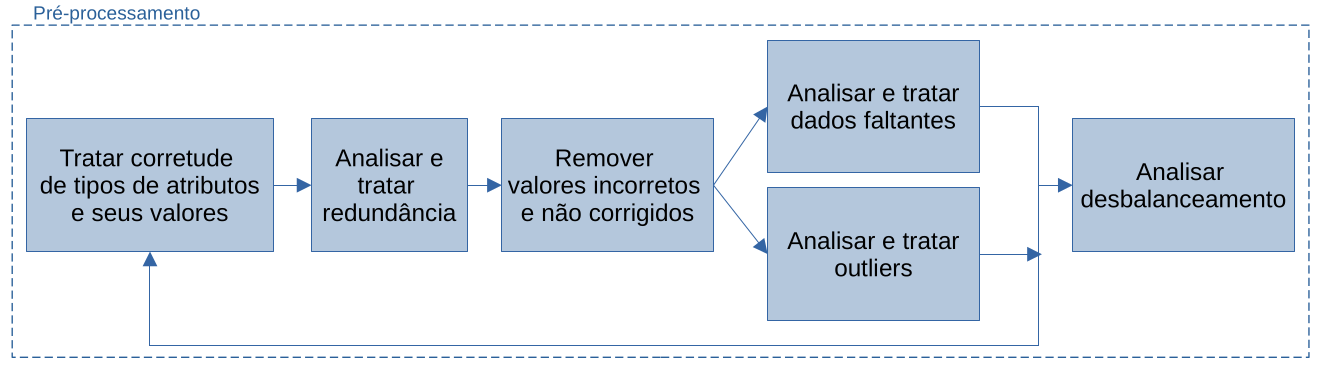 Pré-processamento
Tratar corretude
de tipos de atributos
e seus valores
Analisar e
tratar
redundância
Remover
valores incorretos
e não corrigidos
Analisar e tratar
dados faltantes
Analisar e tratar
outliers
Analisar
desbalanceamento